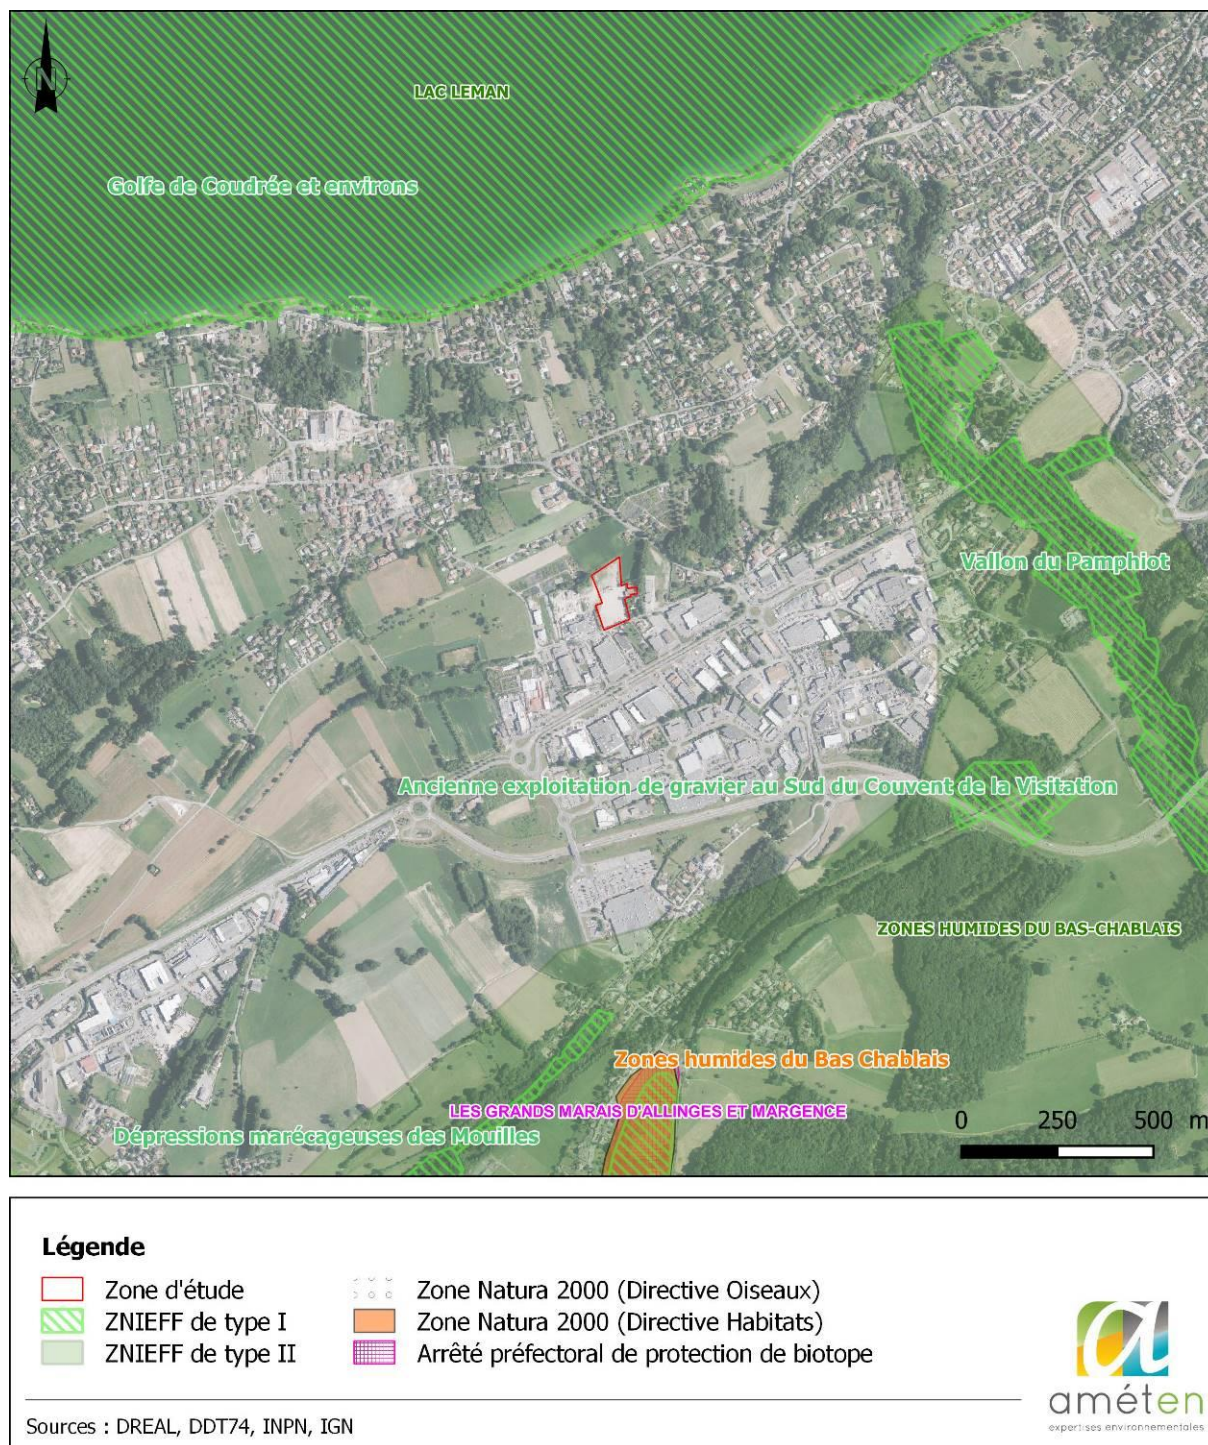 N
LAC LEMAN
Golfe de Coudrée et environs
Vallon du Pamphiot
Ancienne exploitation de gravier au Sud du Couvent de la Visitation
ZONES HUMIDES DU BAS-CHABLAIS
Zones humides du Bas Chablais
LES GRANDS MARAIS D'ALLINGES ET MARGENCE
Dépressions marécageuses des Mouilles
0 250 500 m
Légende
Zone d'étude
ZNIEFF de type I
ZNIEFF de type II
Zone Natura 2000 (Directive Oiseaux)
Zone Natura 2000 (Directive Habitats)
Arrêté préfectoral de protection de biotope
Sources : DREAL, DDT74, INPN, IGN
a
améten
expertises environnementales